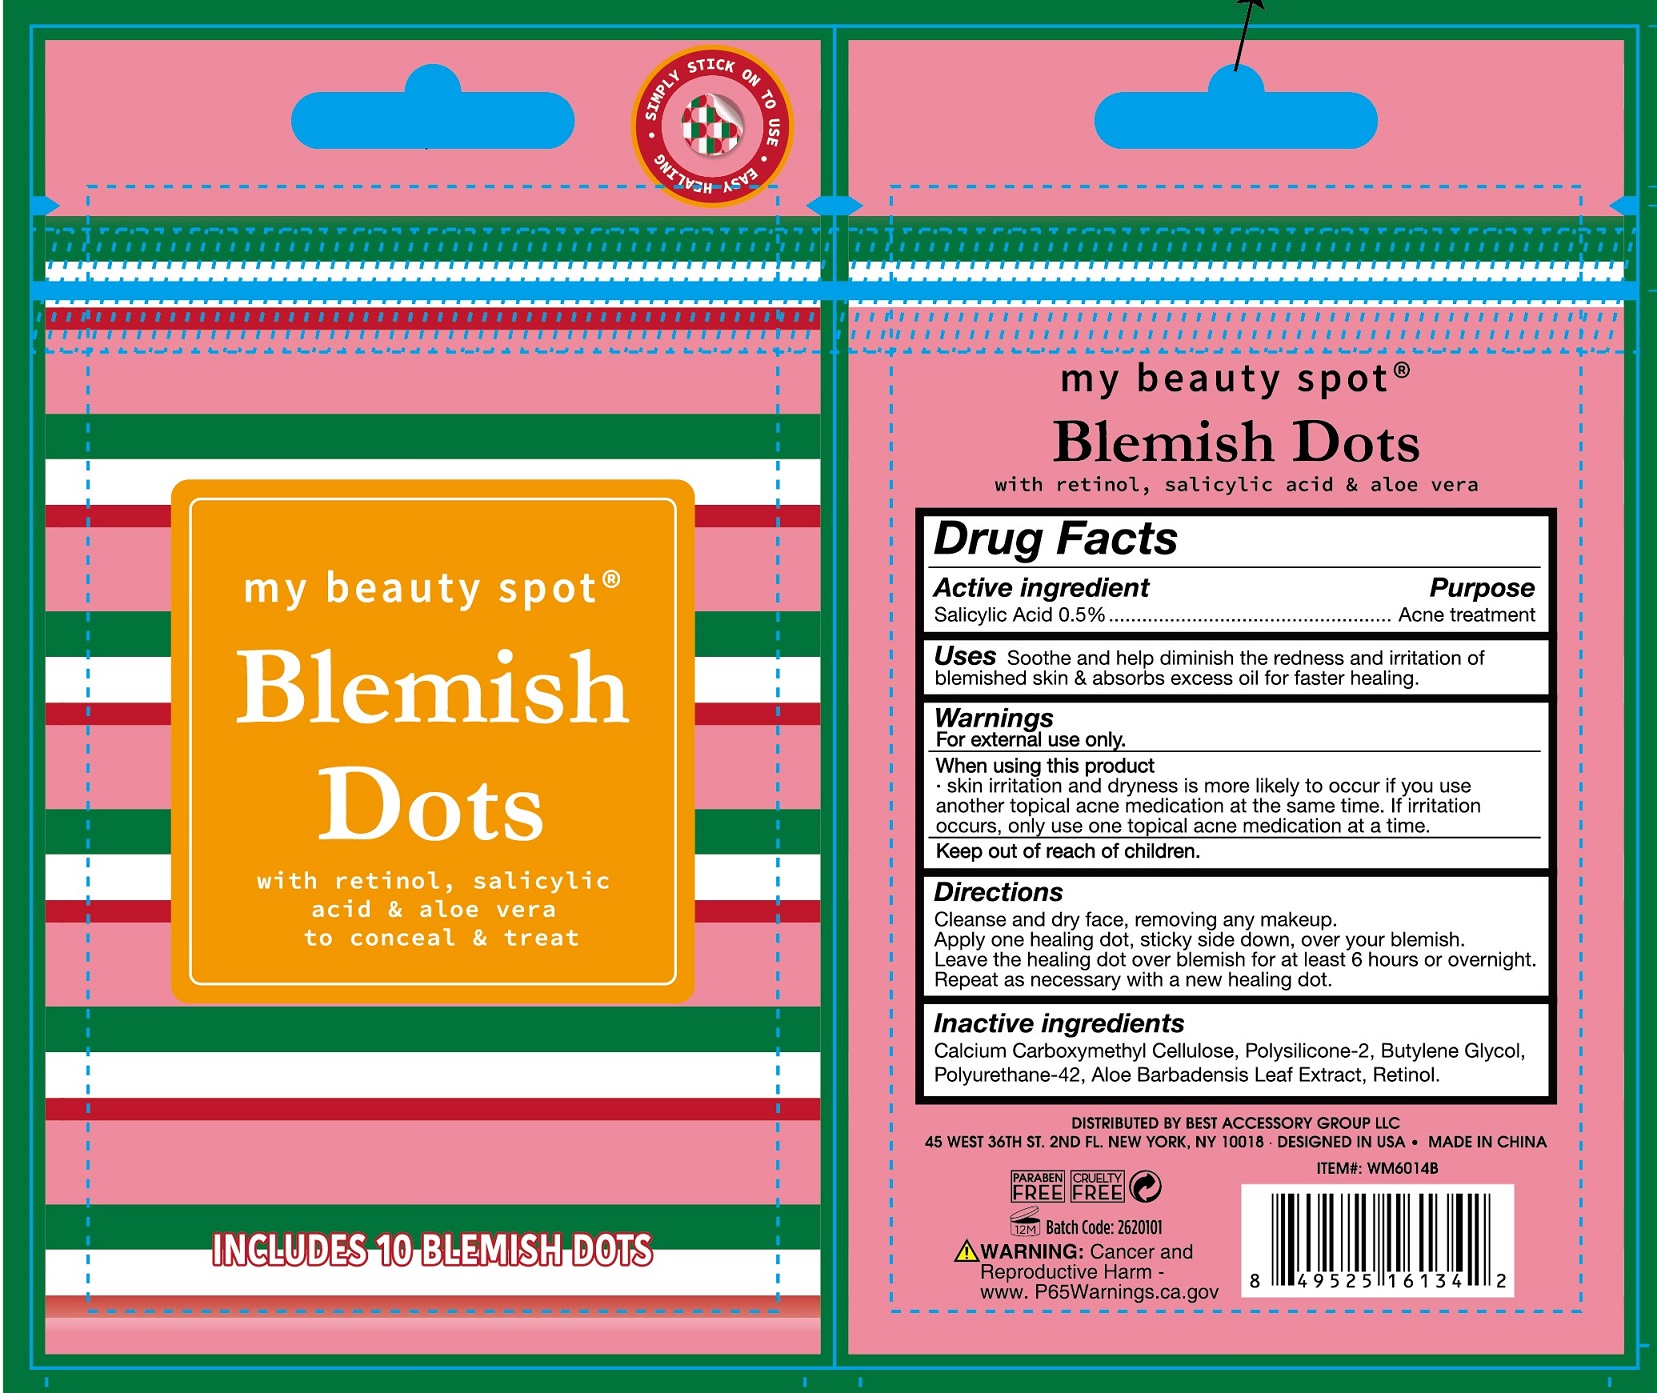 SIMPLY STICK ON TO USE • EASY HEALING •
my beauty spot®
Blemish
Dots
with retinol, salicylic
acid & aloe vera
to conceal & treat
INCLUDES 10 BLEMISH DOTS
my beauty spot®
Blemish Dots
with retinol, salicylic acid & aloe vera
Drug Facts
Active ingredient Purpose
Salicylic Acid 0.5%................................................... Acne treatment
Uses Soothe and help diminish the redness and irritation of
blemished skin & absorbs excess oil for faster healing.
Warnings
For external use only.
When using this product
· skin irritation and dryness is more likely to occur if you use
another topical acne medication at the same time. If irritation
occurs, only use one topical acne medication at a time.
Keep out of reach of children.
Directions
Cleanse and dry face, removing any makeup.
Apply one healing dot, sticky side down, over your blemish.
Leave the healing dot over blemish for at least 6 hours or overnight.
Repeat as necessary with a new healing dot.
Inactive ingredients
Calcium Carboxymethyl Cellulose, Polysilicone-2, Butylene Glycol,
Polyurethane-42, Aloe Barbadensis Leaf Extract, Retinol.
DISTRIBUTED BY BEST ACCESSORY GROUP LLC
45 WEST 36TH ST. 2ND FL. NEW YORK, NY 10018 · DESIGNED IN USA • MADE IN CHINA
ITEM#: WM6014B
PARABEN FREE
CRUELTY FREE
12M
Batch Code: 2620101
WARNING: Cancer and
Reproductive Harm -
www. P65Warnings.ca.gov
8 49525 16134 2